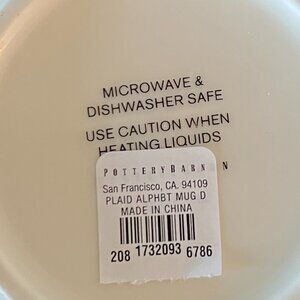 MICROWAVE &
DISHWASHER SAFE
USE CAUTION WHEN
HEATING LIQUIDS
N
POTTERYBARN
San Francisco, CA. 94109
PLAID ALPHBT MUG D
MADE IN CHINA
208 1732093 6786